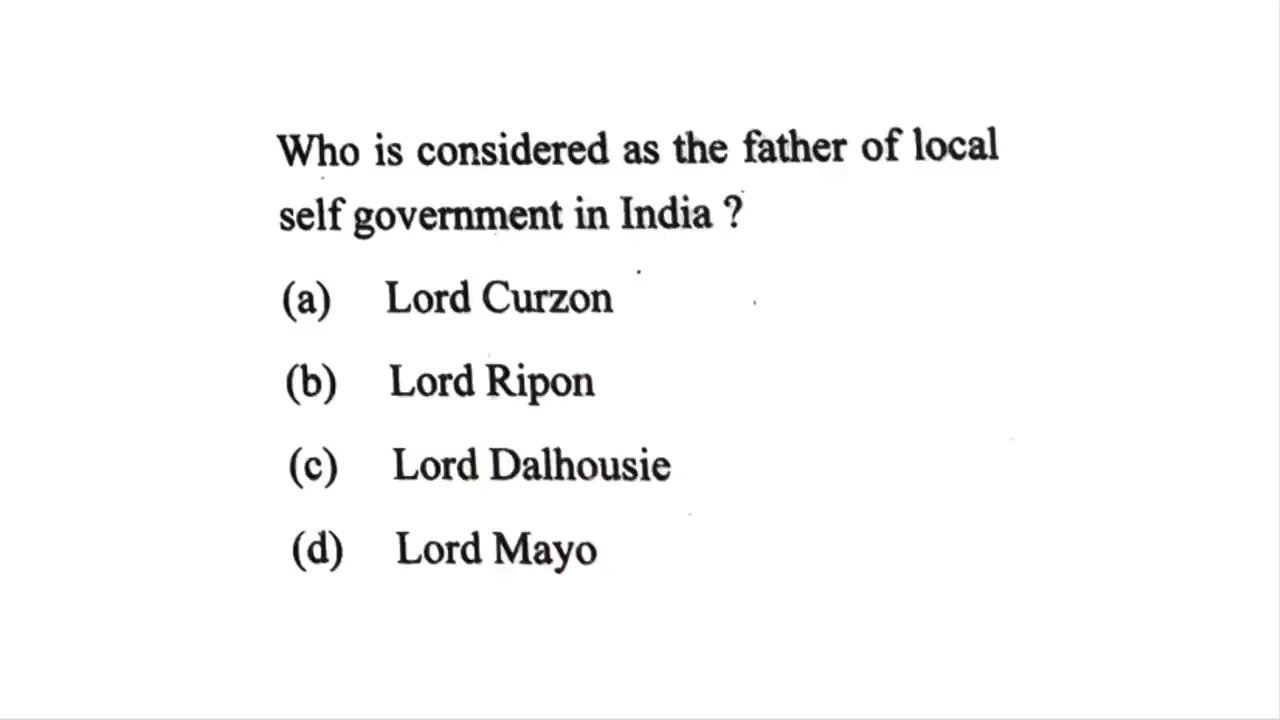 Who is considered as the father of local
self government in India ?
(a) Lord Curzon
(b) Lord Ripon
(c) Lord Dalhousie
(d) Lord Mayo